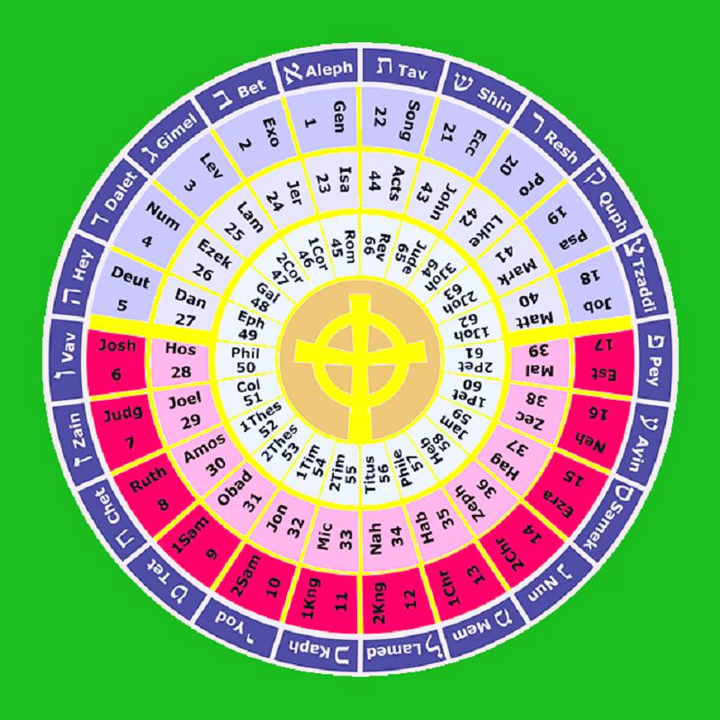 א Aleph
ב Bet
ג Gimel
ד Dalet
ה Hey
ו Vav
ז Zain
ח Chet
ט Tet
י Yod
כ Kaph
ל Lamed
מ Mem
נ Nun
ס Samek
ע Ayin
פ Pey
צ Tzaddi
ק Quph
ר Resh
ש Shin
ת Tav
Gen
1
Exo
2
Lev
3
Num
4
Deut
5
Josh
6
Judg
7
Ruth
8
1Sam
9
2Sam
10
1Kng
11
2Kng
12
1Chr
13
2Chr
14
Ezra
15
Neh
16
Est
17
Job
18
Psa
19
Pro
20
Ecc
21
Song
22
Isa
23
Jer
24
Lam
25
Ezek
26
Dan
27
Hos
28
Joel
29
Amos
30
Obad
31
Jon
32
Mic
33
Nah
34
Hab
35
Zeph
36
Hag
37
Zec
38
Mal
39
Matt
40
Mark
41
Luke
42
John
43
Acts
44
Rom
45
1Cor
46
2Cor
47
Gal
48
Eph
49
Phil
50
Col
51
1Thes
52
2Thes
53
1Tim
54
2Tim
55
Titus
56
Phile
57
Heb
58
Jam
59
1Pet
60
2Pet
61
1Joh
62
2Joh
63
3Joh
64
Jude
65
Rev
66